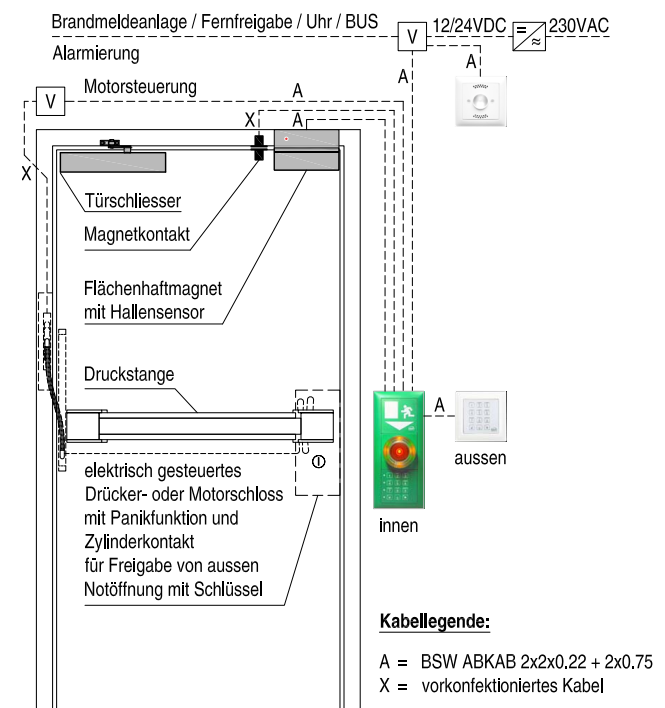 Brandmeldeanlage / Fernfreigabe / Uhr / BUS
V
12/24VDC
= ≈
230VAC
Alarmierung
A
A
V
Motorsteuerung
A
X
A
X
Türschliesser
Magnetkontakt
Flächenhaftmagnet
mit Hallensensor
Druckstange
A
aussen
innen
elektrisch gesteuertes
Drücker- oder Motorschloss
mit Panikfunktion und
Zylinderkontakt
für Freigabe von aussen
Notöffnung mit Schlüssel
Kabellegende:
A = BSW ABKAB 2x2x0.22 + 2x0.75
X = vorkonfektioniertes Kabel